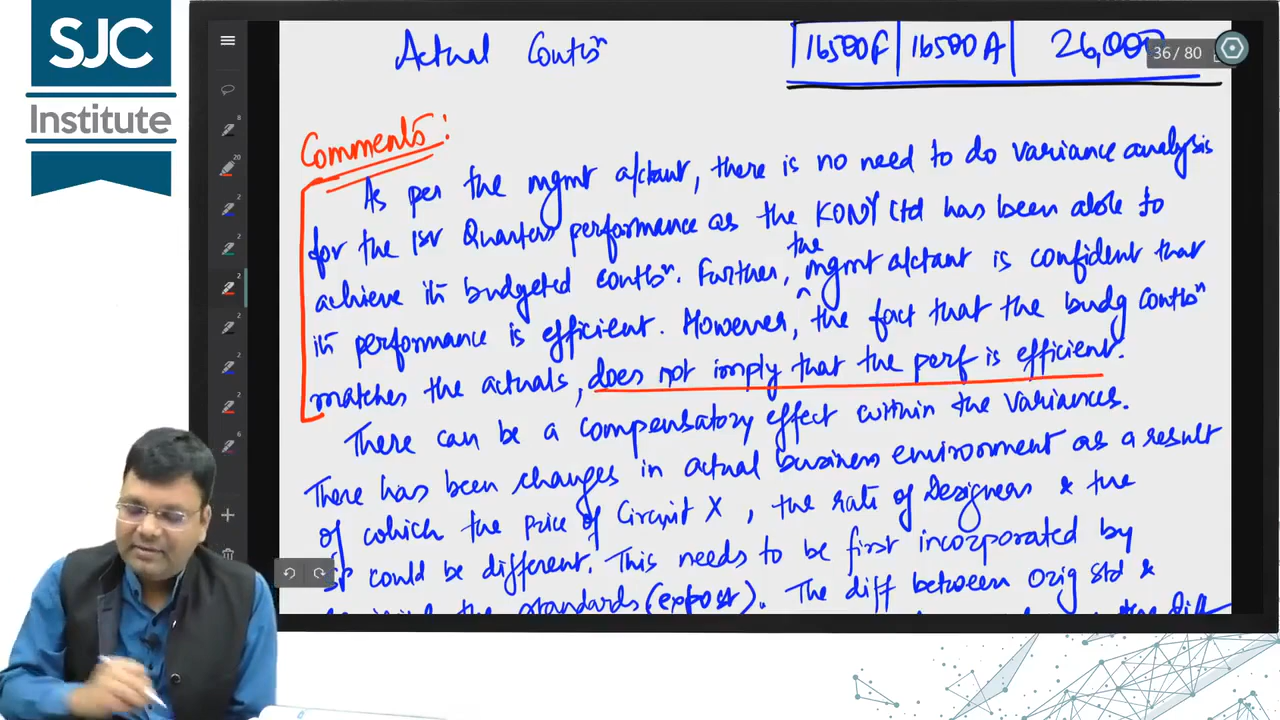 SJC
Institute
Actual Contbn
16500F 16500A 26,000
36 / 80
Comments:
As per the mgmt a/ctant, there is no need to do variance analysis
for the 1st Quarters performance as the KONY Ltd has been able to
achieve its budgeted contbn. Further, the mgmt a/ctant is confident that
its performance is efficient. However, the fact that the budg contbn
matches the actuals, does not imply that the perf is efficient.
There can be a compensatory effect within the variances.
There has been changes in actual business environment as a result
of which the price of Circuit X, the rate of Designers & the
SP could be different. This needs to be first incorporated by
the standards (expost). The diff between orig std &
the diff